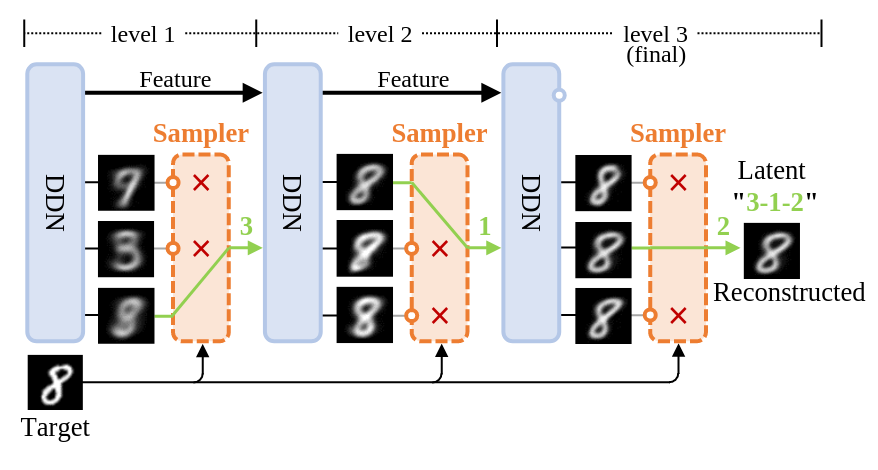 level 1
level 2
level 3
(final)
Feature
Feature
Sampler
Sampler
Sampler
DDN
DDN
DDN
3
1
2
Latent
"3-1-2"
Reconstructed
Target